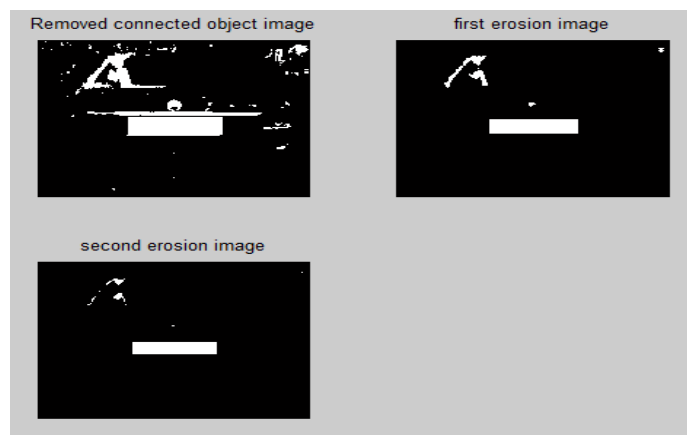 Removed connected object image
first erosion image
second erosion image